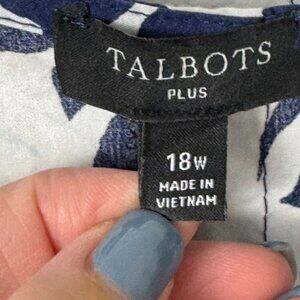 TALBOTS
PLUS
18W
MADE IN
VIETNAM